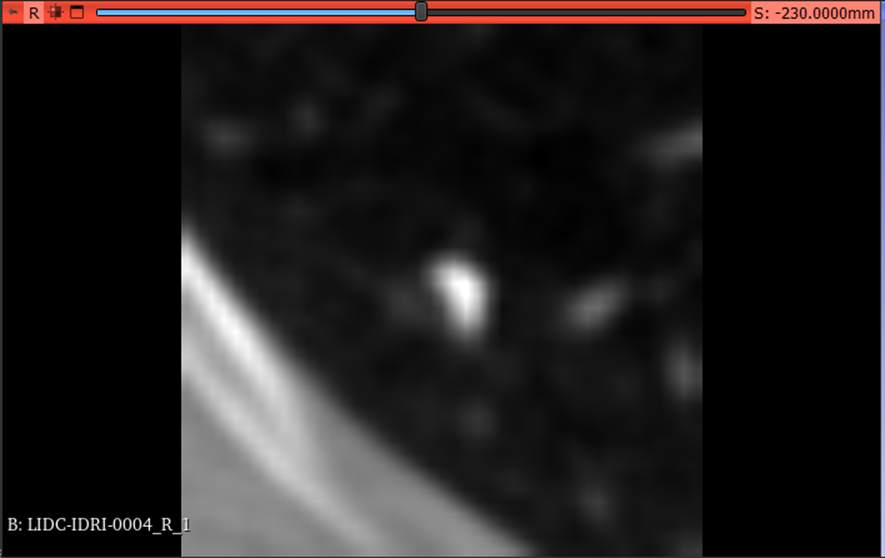 R
S: -230.0000mm
B: LIDC-IDRI-0004_R_1